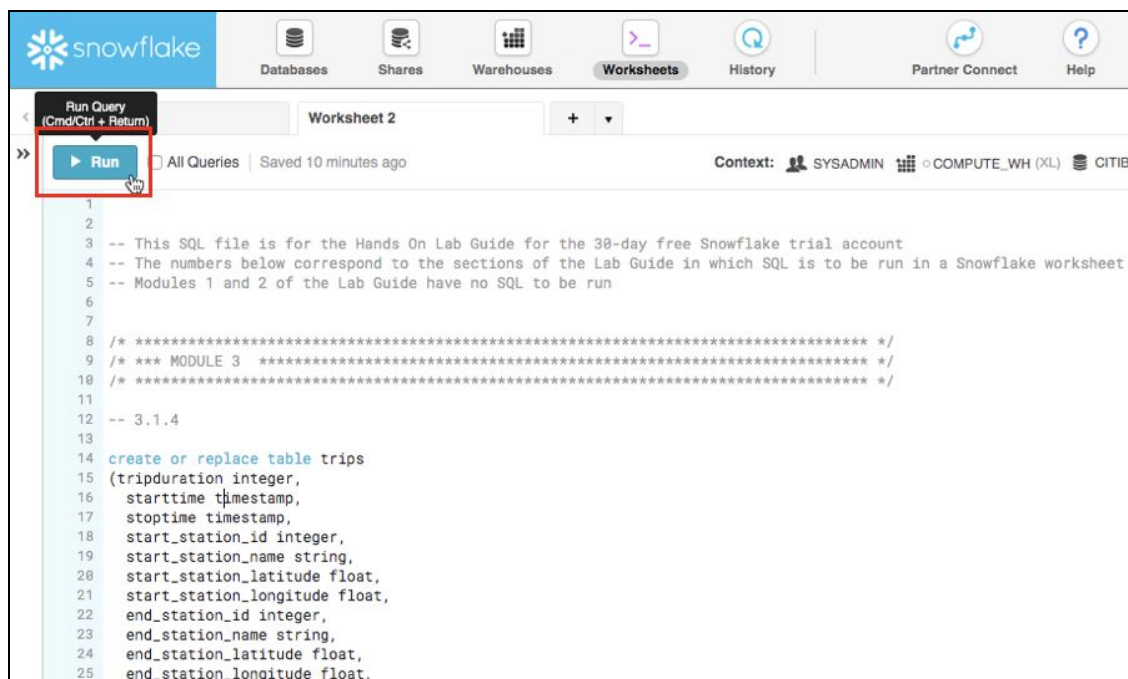 snowflake
Databases Shares Warehouses Worksheets History Partner Connect Help
Run Query
(Cmd/Ctrl + Return)
Worksheet 2
Run All Queries Saved 10 minutes ago Context: SYSADMIN COMPUTE_WH (XL) CITIB
1
2
3 -- This SQL file is for the Hands On Lab Guide for the 30-day free Snowflake trial account
4 -- The numbers below correspond to the sections of the Lab Guide in which SQL is to be run in a Snowflake worksheet
5 -- Modules 1 and 2 of the Lab Guide have no SQL to be run
6
7
8 /* ******************************************************************************* */
9 /* *** MODULE 3 ****************************************************************** */
10 /* ******************************************************************************* */
11
12 -- 3.1.4
13
14 create or replace table trips
15 (tripduration integer,
16 starttime timestamp,
17 stoptime timestamp,
18 start_station_id integer,
19 start_station_name string,
20 start_station_latitude float,
21 start_station_longitude float,
22 end_station_id integer,
23 end_station_name string,
24 end_station_latitude float,
25 end_station_longitude float,